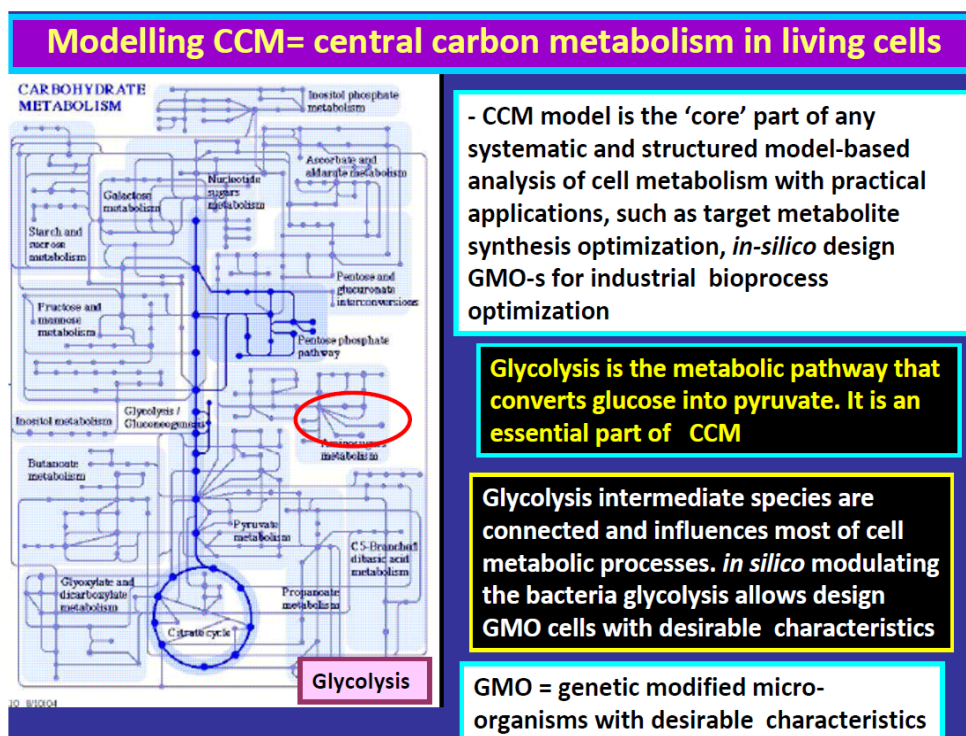 Modelling CCM= central carbon metabolism in living cells
CARBOHYDRATE
METABOLISM
Inositol phosphate
metabolism
Ascorbate and
aldarate metabolism
Nucleotide
sugars
metabolism
Galactose
metabolism
Starch and
sucrose
metabolism
Pentose and
glucuronate
interconversions
Fructose and
mannose
metabolism
Pentose phosphate
pathway
Inositol metabolism
Glycolysis /
Gluconeogenesis
Aminosugars
metabolism
Butanoate
metabolism
Pyruvate
metabolism
C5-Branched
dibasic acid
metabolism
Glyoxylate and
dicarboxylate
metabolism
Propanoate
metabolism
Citrate cycle
Glycolysis
8/10/04
- CCM model is the ‘core’ part of any
systematic and structured model-based
analysis of cell metabolism with practical
applications, such as target metabolite
synthesis optimization, in-silico design
GMO-s for industrial bioprocess
optimization
Glycolysis is the metabolic pathway that
converts glucose into pyruvate. It is an
essential part of CCM
Glycolysis intermediate species are
connected and influences most of cell
metabolic processes. in silico modulating
the bacteria glycolysis allows design
GMO cells with desirable characteristics
GMO = genetic modified micro-
organisms with desirable characteristics